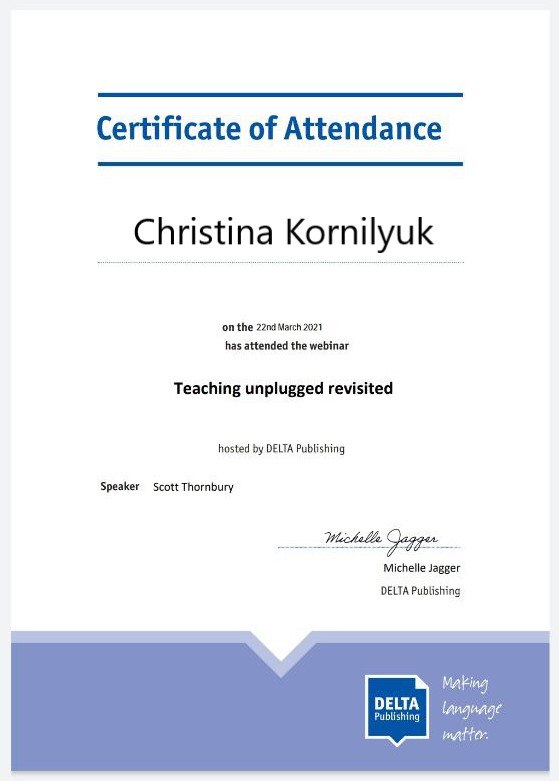 Certificate of Attendance
Christina Kornilyuk
on the 22nd March 2021
has attended the webinar
Teaching unplugged revisited
hosted by DELTA Publishing
Speaker Scott Thornbury
Michelle Jagger
Michelle Jagger
DELTA Publishing
DELTA
Publishing
Making
language
matter.